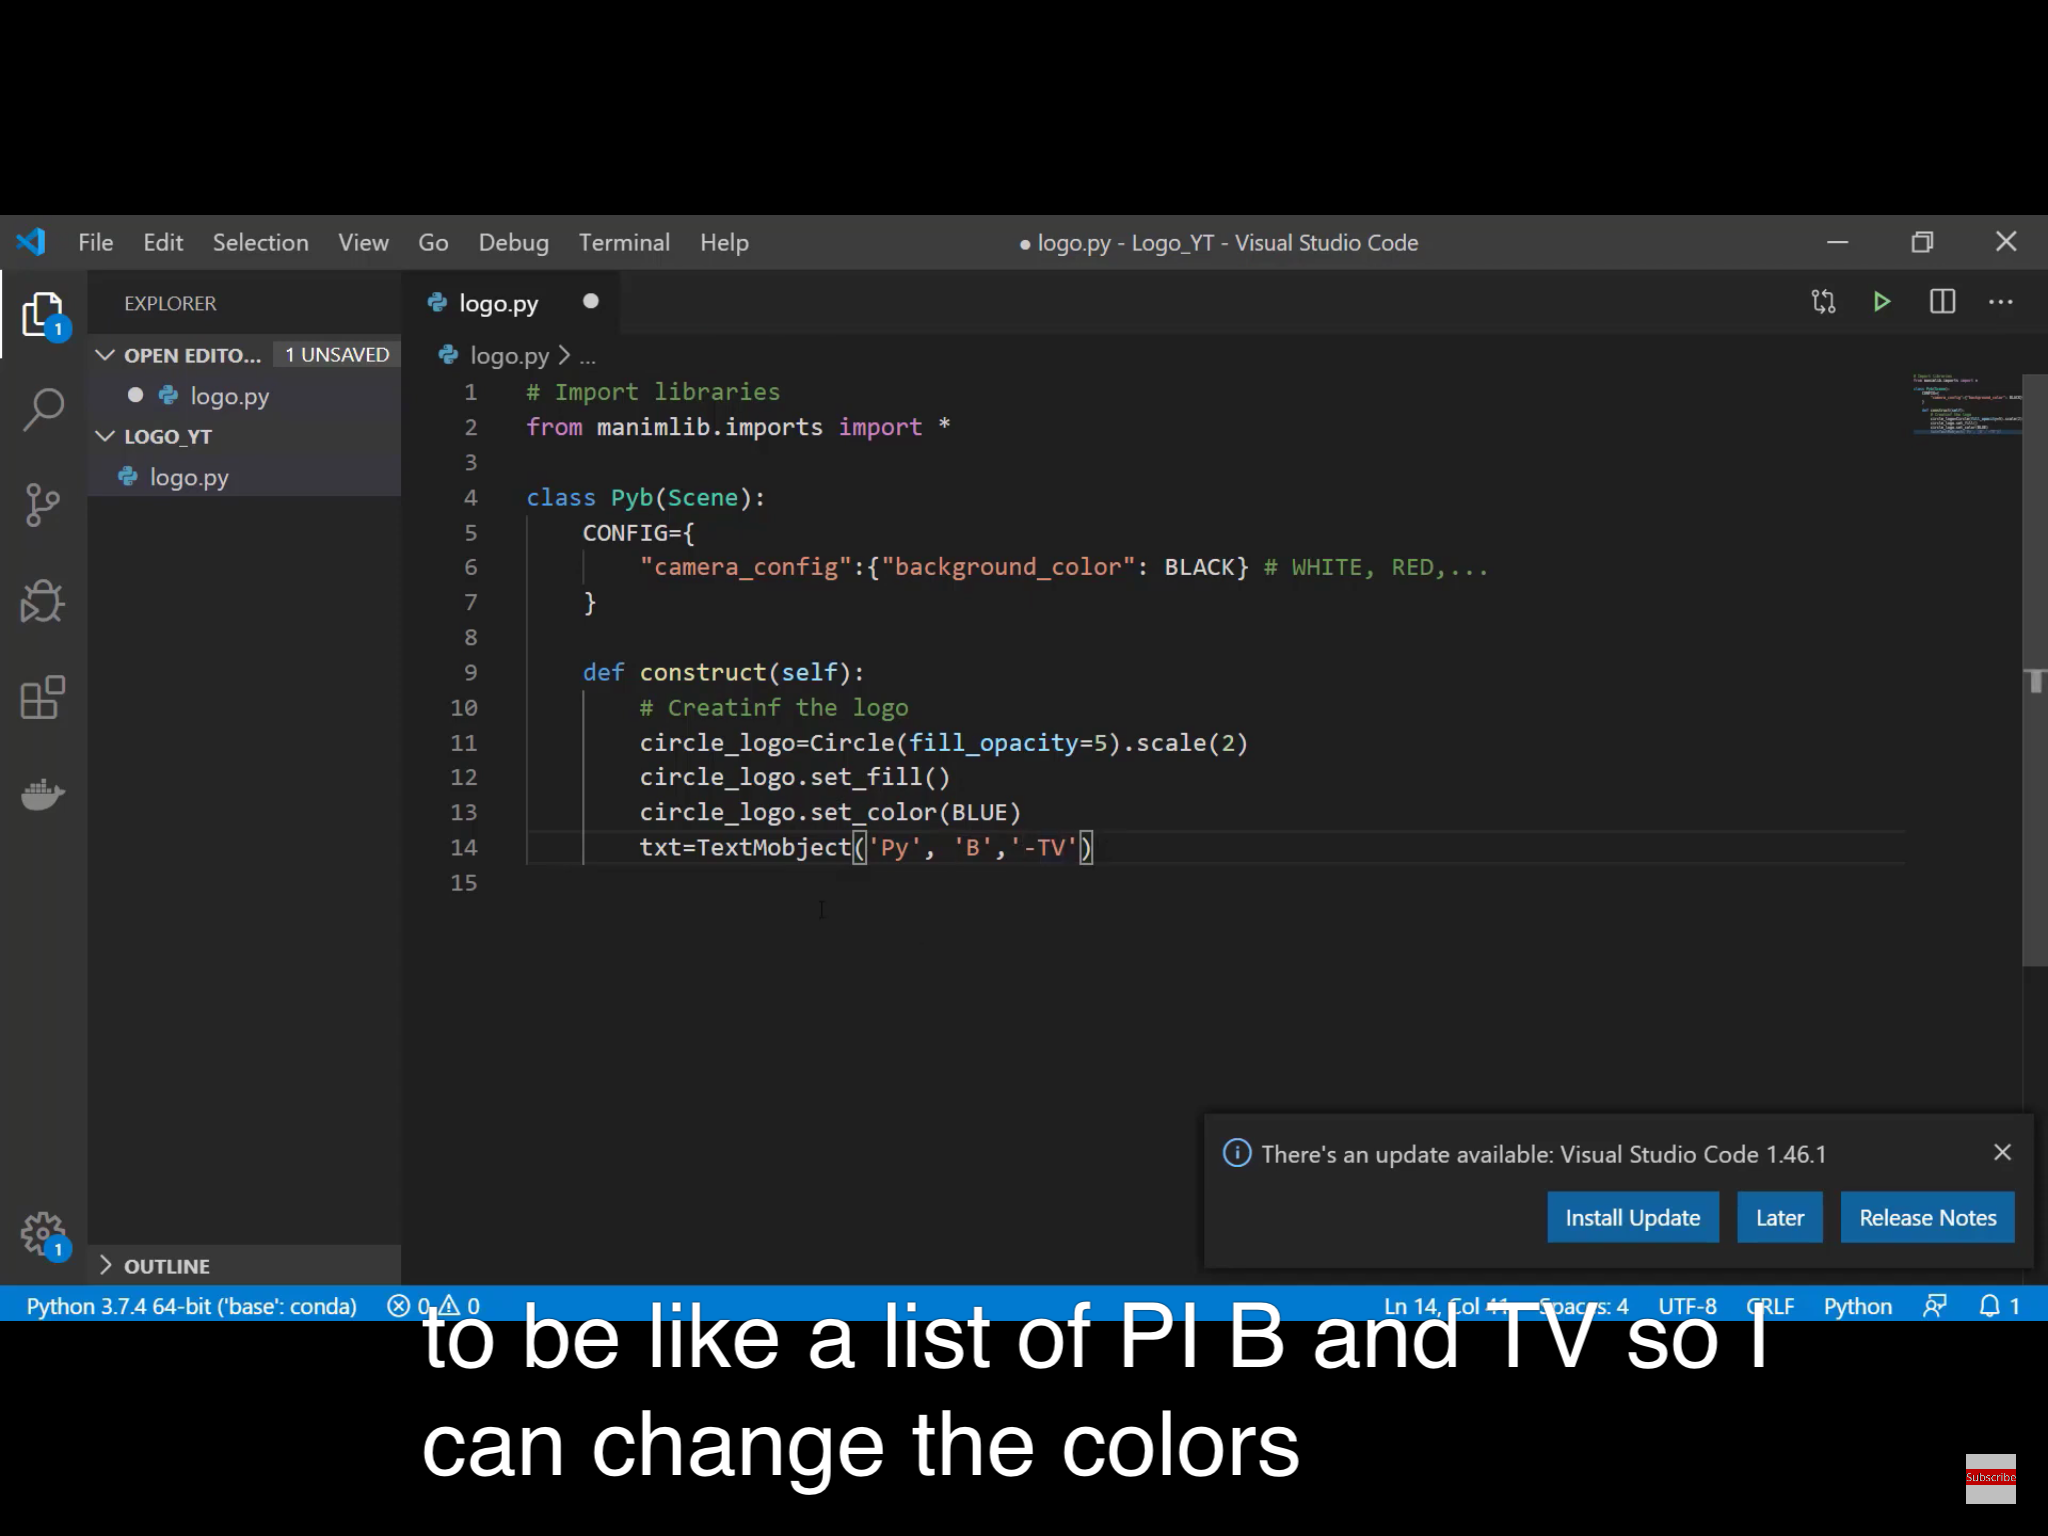 File Edit Selection View Go Debug Terminal Help
● logo.py - Logo_YT - Visual Studio Code
EXPLORER
logo.py
1
OPEN EDITO... 1 UNSAVED
logo.py
LOGO_YT
logo.py
logo.py > ...
1 # Import libraries
2 from manimlib.imports import *
3
4 class Pyb(Scene):
5 CONFIG={
6 "camera_config":{"background_color": BLACK} # WHITE, RED,...
7 }
8
9 def construct(self):
10 # Creatinf the logo
11 circle_logo=Circle(fill_opacity=5).scale(2)
12 circle_logo.set_fill()
13 circle_logo.set_color(BLUE)
14 txt=TextMobject('Py', 'B','-TV')
15
There's an update available: Visual Studio Code 1.46.1
Install Update Later Release Notes
1
OUTLINE
Python 3.7.4 64-bit ('base': conda) 0 0 Ln 14, Col 41 Spaces: 4 UTF-8 CRLF Python 1
to be like a list of PI B and TV so I
can change the colors
Subscribe